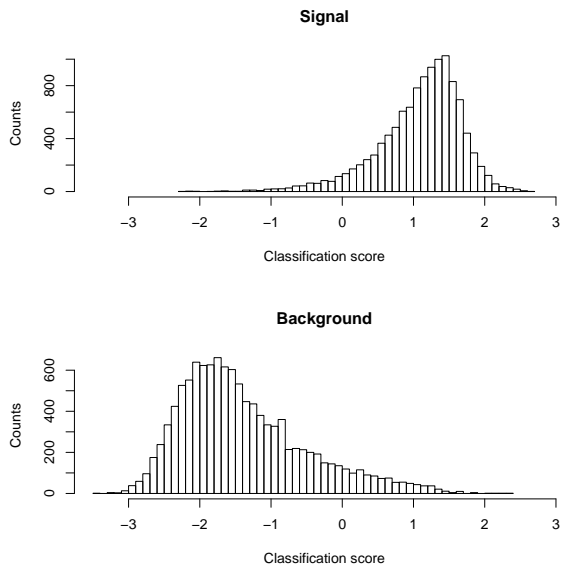 Signal
Counts
800
400
0
−3 −2 −1 0 1 2 3
Classification score
Background
Counts
600
400
200
0
−3 −2 −1 0 1 2 3
Classification score